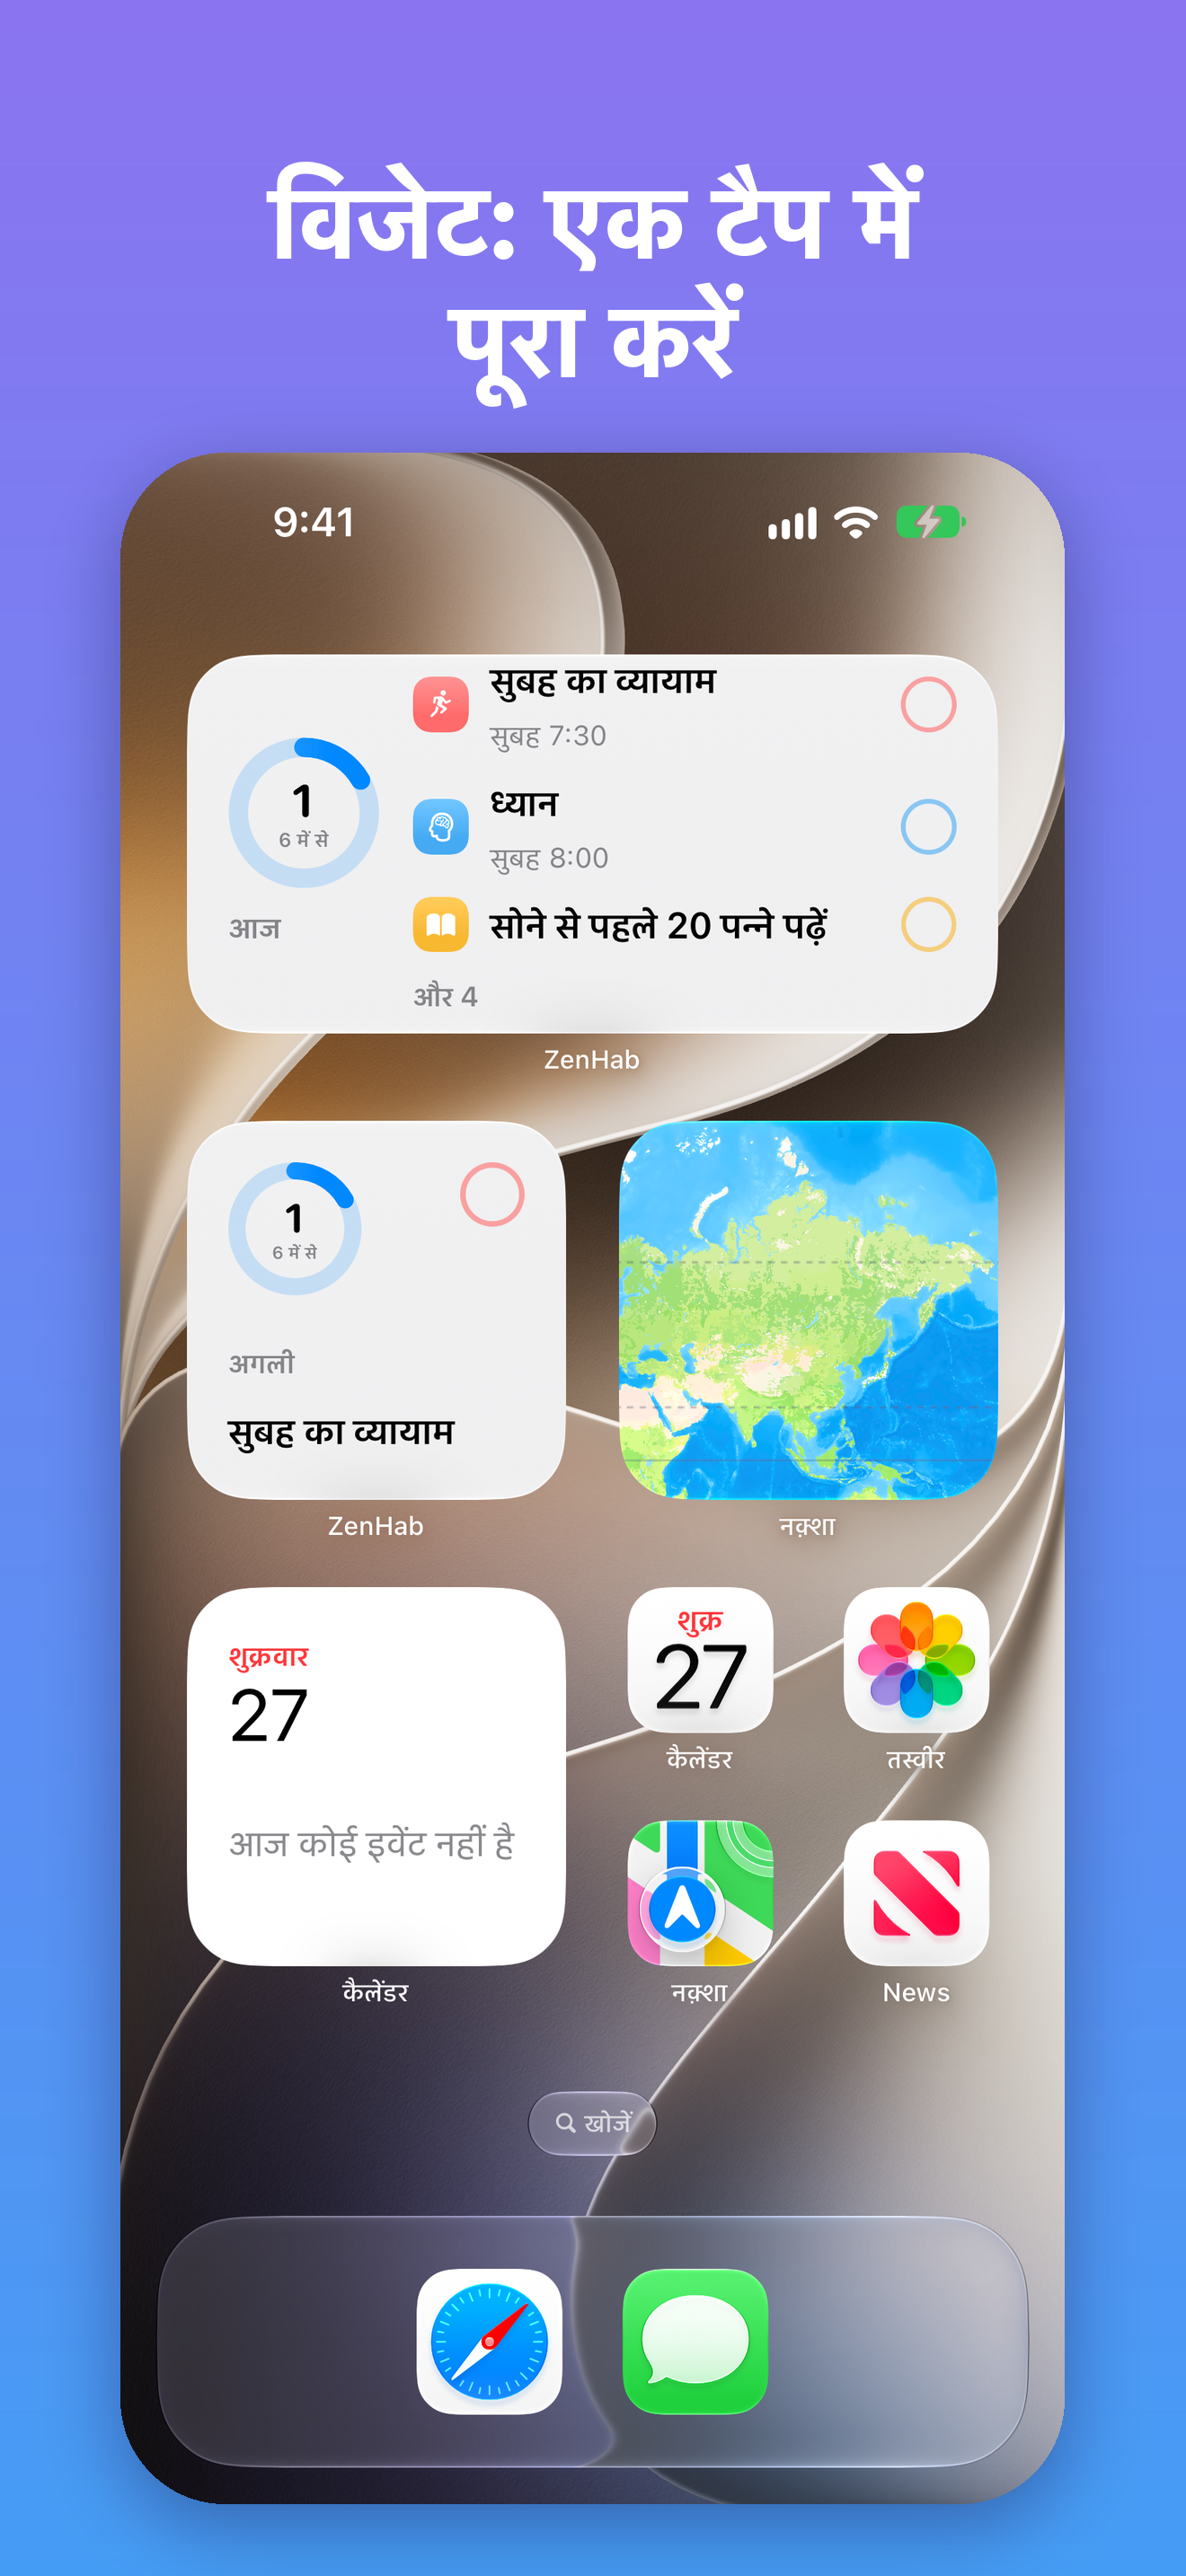 विजेट: एक टैप में
पूरा करें
9:41
सुबह का व्यायाम
सुबह 7:30
1
6 में से
ध्यान
सुबह 8:00
आज
सोने से पहले 20 पन्ने पढ़ें
और 4
ZenHab
1
6 में से
अगली
सुबह का व्यायाम
ZenHab
नक़्शा
शुक्रवार
27
आज कोई इवेंट नहीं है
कैलेंडर
शुक्र
27
कैलेंडर
तस्वीर
नक़्शा
News
खोजें